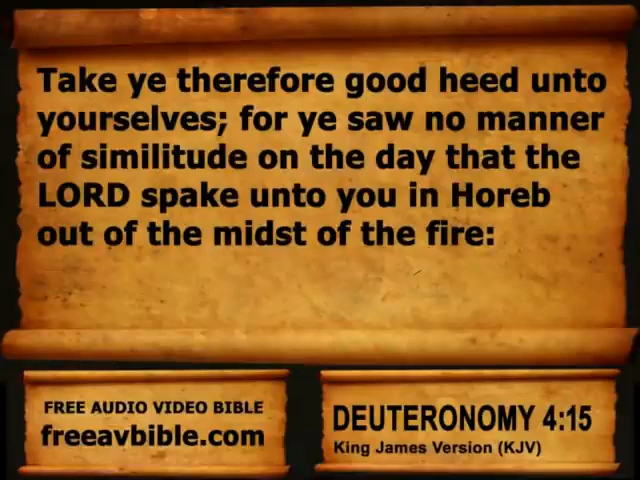 Take ye therefore good heed unto
yourselves; for ye saw no manner
of similitude on the day that the
LORD spake unto you in Horeb
out of the midst of the fire:
FREE AUDIO VIDEO BIBLE
freeavbible.com
DEUTERONOMY 4:15
King James Version (KJV)